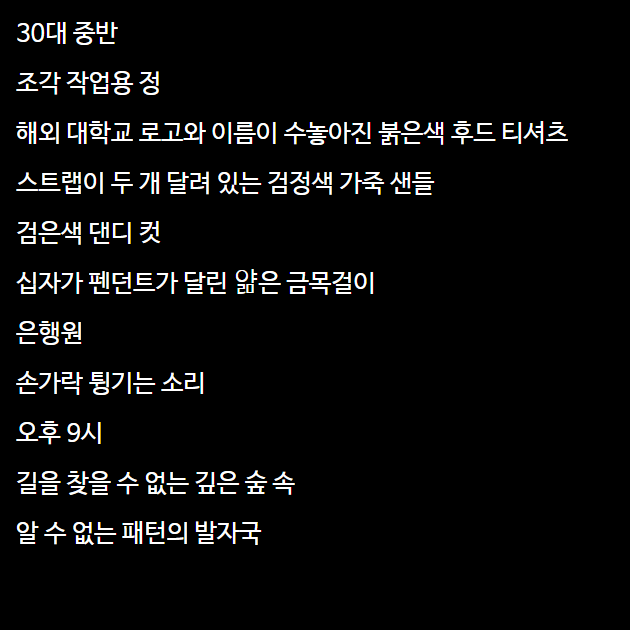 30대 중반
조각 작업용 정
해외 대학교 로고와 이름이 수놓아진 붉은색 후드 티셔츠
스트랩이 두 개 달려 있는 검정색 가죽 샌들
검은색 댄디 컷
십자가 펜던트가 달린 얇은 금목걸이
은행원
손가락 튕기는 소리
오후 9시
길을 찾을 수 없는 깊은 숲 속
알 수 없는 패턴의 발자국